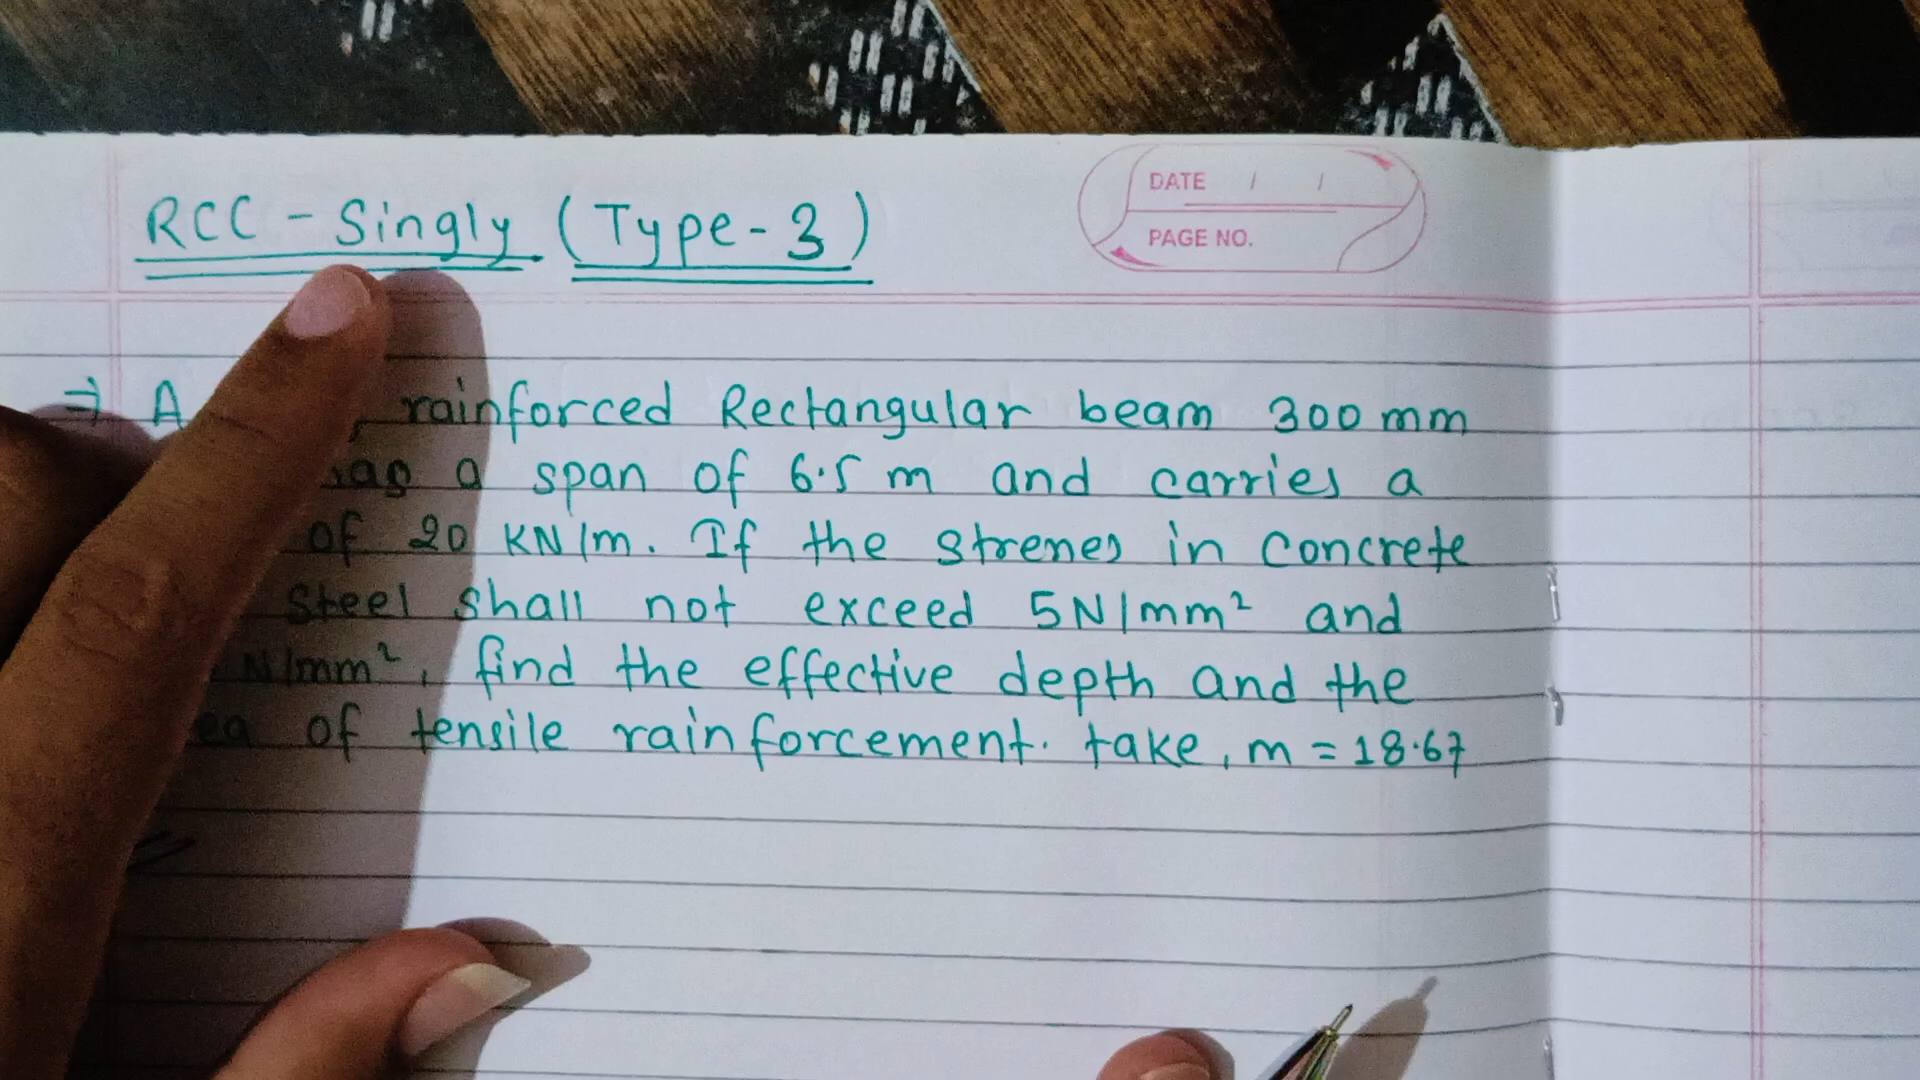 RCC - Singly (Type - 3)
DATE / /
PAGE NO.
⇒ A rainforced Rectangular beam 300 mm
a span of 6.5 m and carries a
of 20 KN/m. If the stresses in concrete
Steel shall not exceed 5N/mm² and
N/mm², find the effective depth and the
of tensile rainforcement. take, m = 18.67